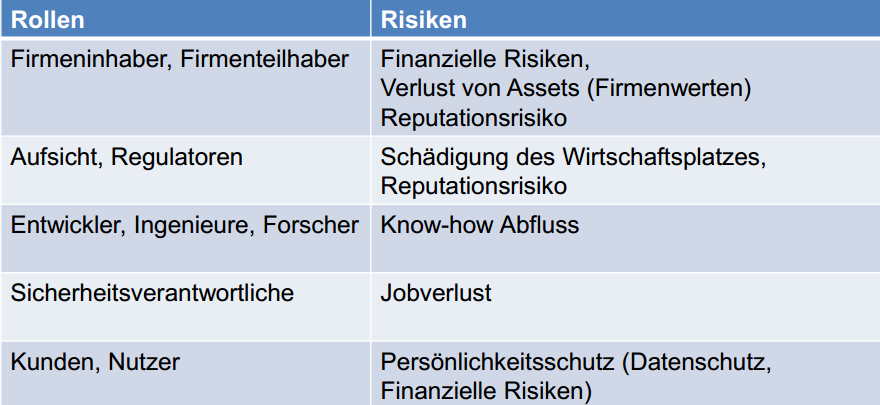 Rollen
Risiken
Firmeninhaber, Firmenteilhaber
Finanzielle Risiken,
Verlust von Assets (Firmenwerten)
Reputationsrisiko
Aufsicht, Regulatoren
Schädigung des Wirtschaftsplatzes,
Reputationsrisiko
Entwickler, Ingenieure, Forscher
Know-how Abfluss
Sicherheitsverantwortliche
Jobverlust
Kunden, Nutzer
Persönlichkeitsschutz (Datenschutz,
Finanzielle Risiken)